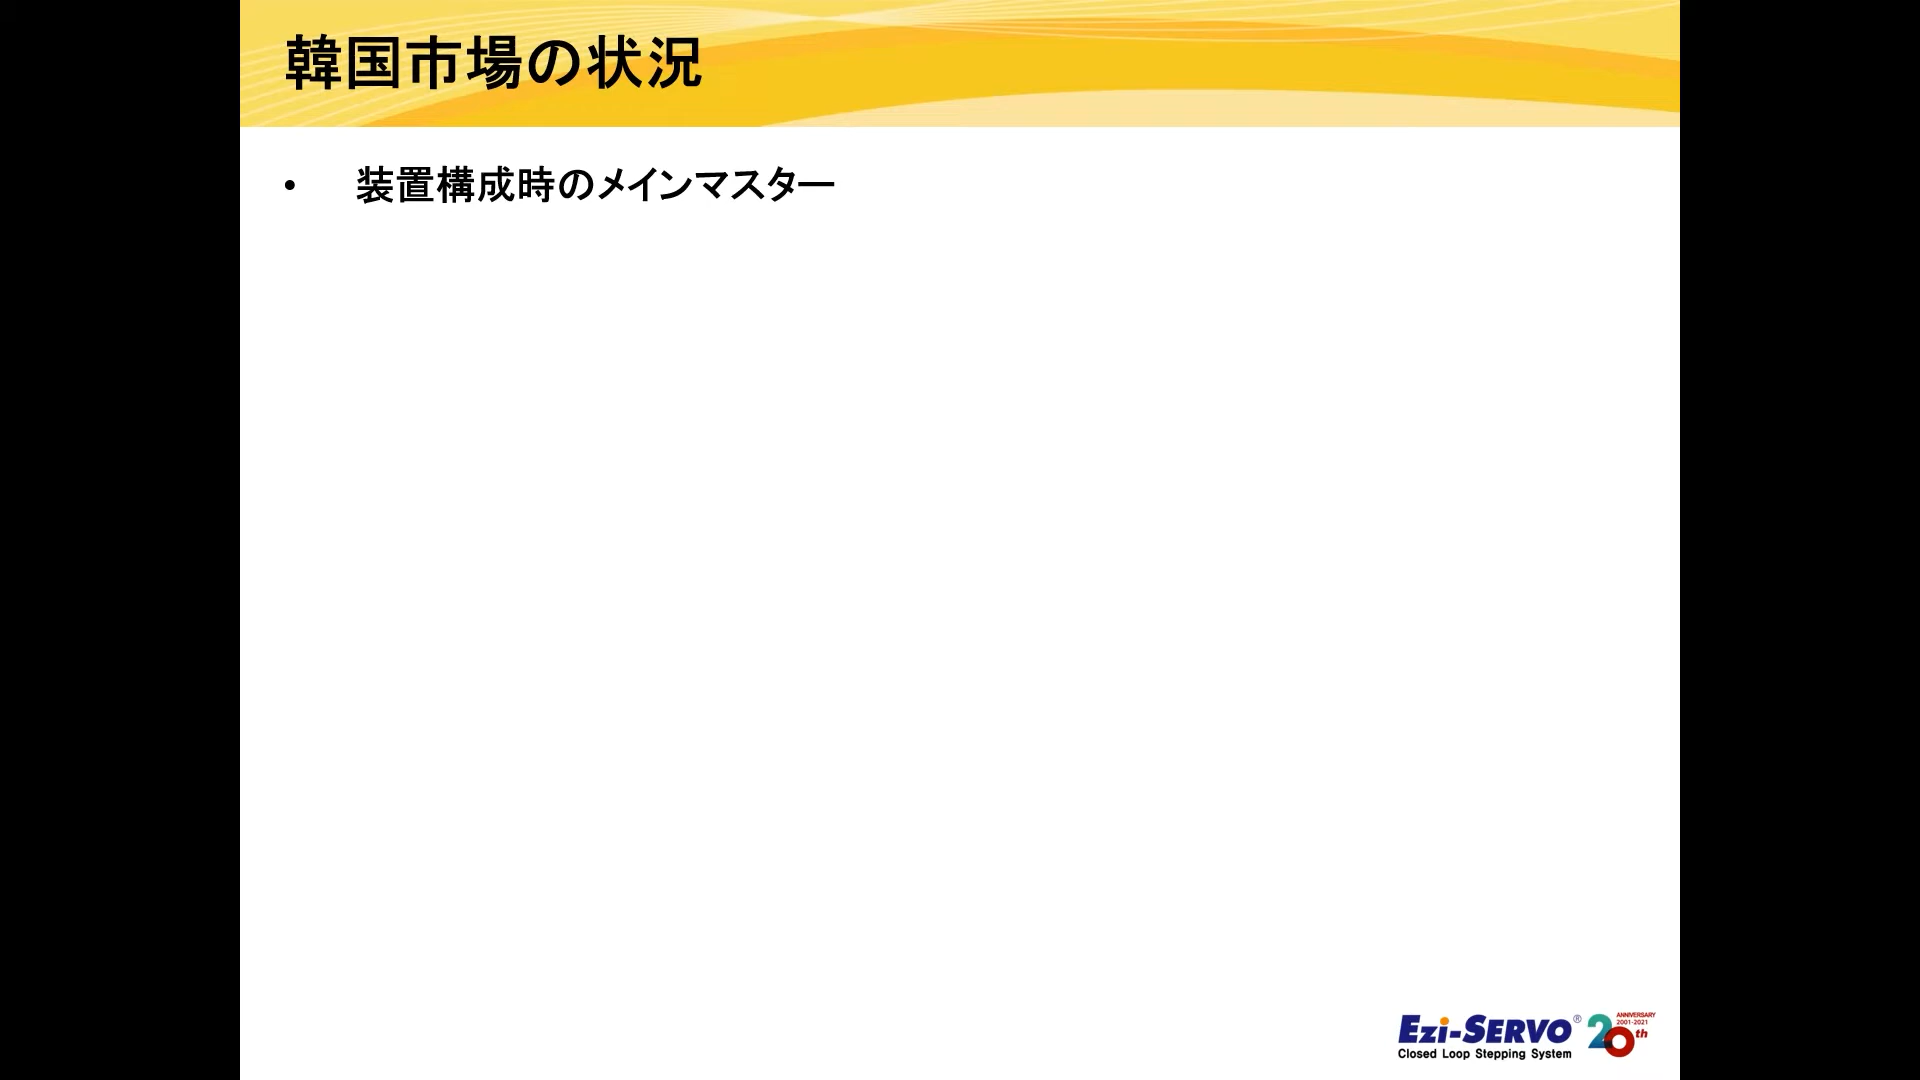 韓国市場の状況
• 装置構成時のメインマスター
Ezi-SERVO®
Closed Loop Stepping System
20th
ANNIVERSARY
2001-2021